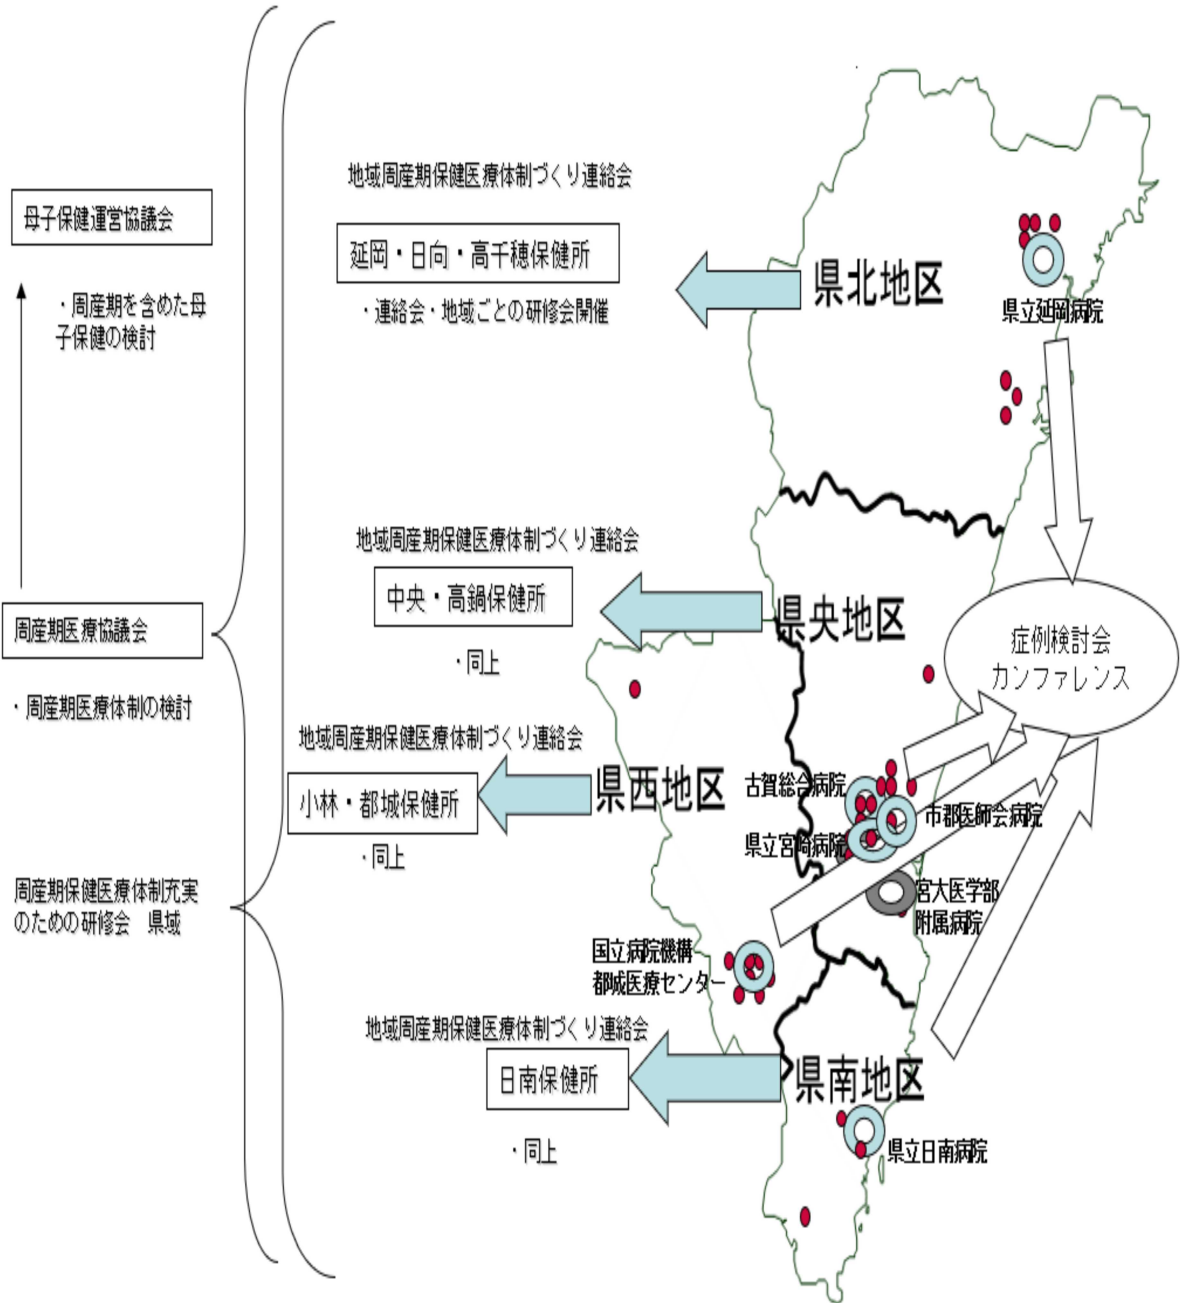 母子保健運営協議会
・周産期を含めた母
子保健の検討
周産期医療協議会
・周産期医療体制の検討
周産期保健医療体制充実
のための研修会　県域
地域周産期保健医療体制づくり連絡会
延岡・日向・高千穂保健所
・連絡会・地域ごとの研修会開催
県北地区
県立延岡病院
地域周産期保健医療体制づくり連絡会
中央・高鍋保健所
・同上
県央地区
症例検討会
カンファレンス
地域周産期保健医療体制づくり連絡会
小林・都城保健所
・同上
県西地区
古賀総合病院
市郡医師会病院
県立宮崎病院
宮大医学部
附属病院
国立病院機構
都城医療センター
地域周産期保健医療体制づくり連絡会
日南保健所
・同上
県南地区
県立日南病院